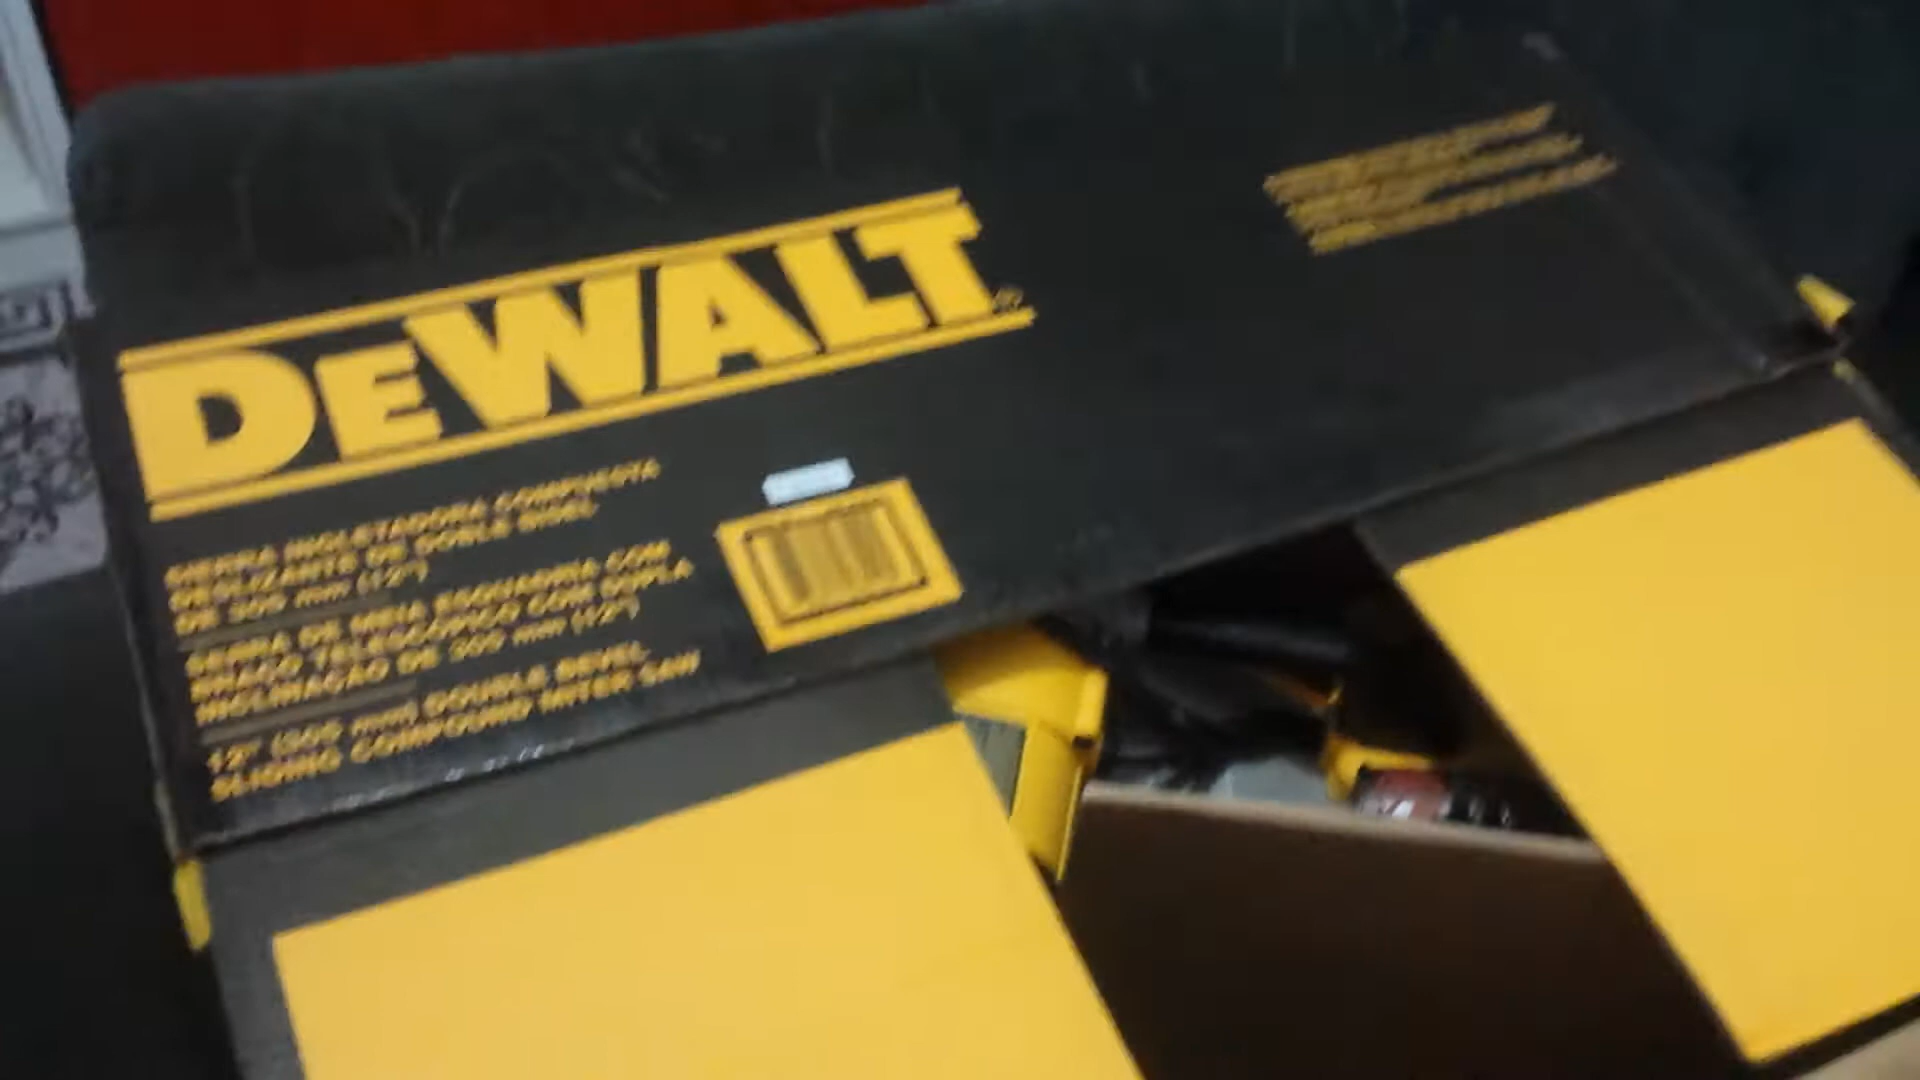 DEWALT
SIERRA INGLETADORA COMPUESTA
DESLIZANTE DE DOBLE BISEL
DE 305 mm (12")
SERRA DE MEIA ESQUADRIA COM
BRAÇO TELESCÓPICO COM DUPLA
INCLINAÇÃO DE 305 mm (12")
12" (305 mm) DOUBLE BEVEL
SLIDING COMPOUND MITER SAW